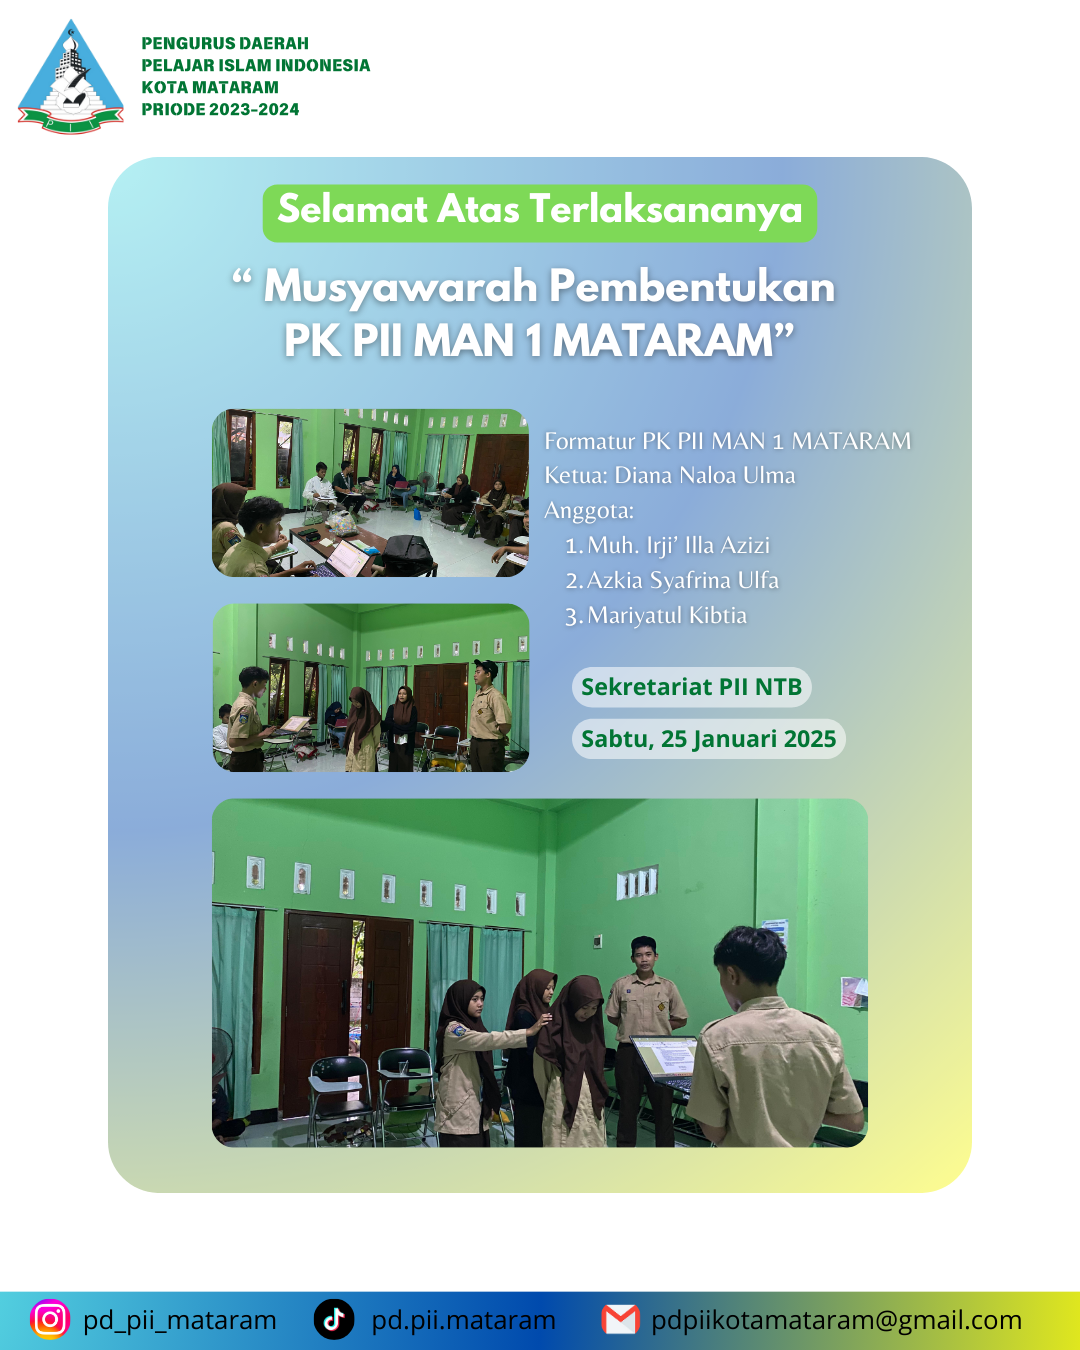 PENGURUS DAERAH
PELAJAR ISLAM INDONESIA
KOTA MATARAM
PRIODE 2023-2024
P I I
Selamat Atas Terlaksananya
“ Musyawarah Pembentukan
PK PII MAN 1 MATARAM”
Formatur PK PII MAN 1 MATARAM
Ketua: Diana Naloa Ulma
Anggota:
1. Muh. Irji’ Illa Azizi
2. Azkia Syafrina Ulfa
3. Mariyatul Kibtia
Sekretariat PII NTB
Sabtu, 25 Januari 2025
pd_pii_mataram
pd.pii.mataram
pdpiikotamataram@gmail.com